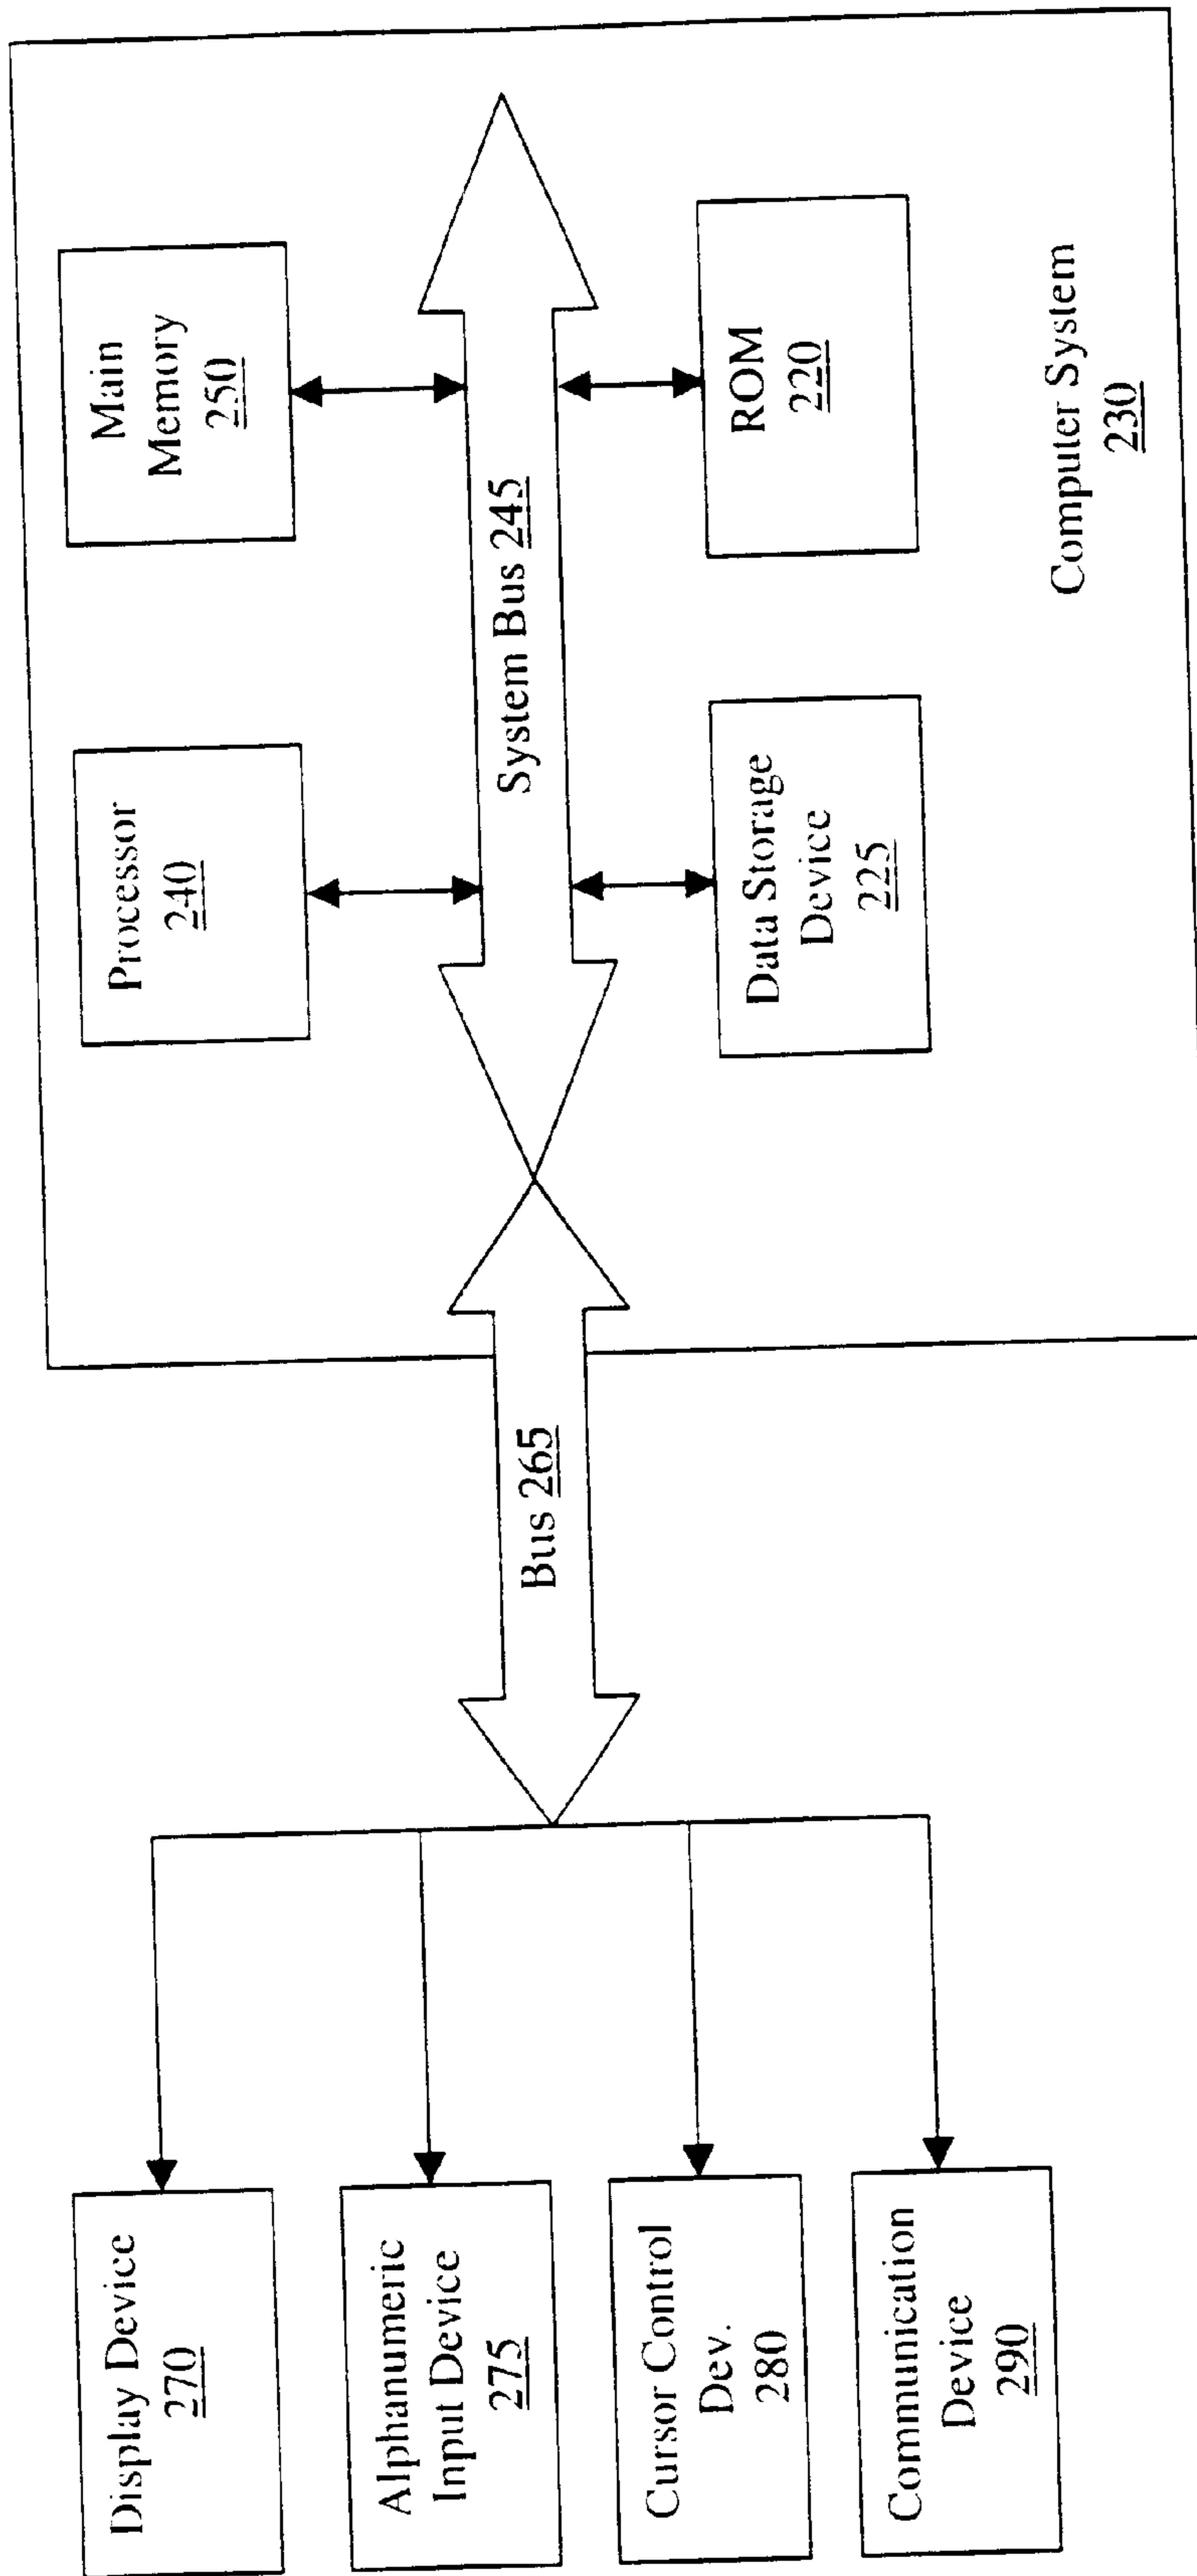 Display Device
270
Alphanumeric
Input Device
275
Cursor Control
Dev.
280
Communication
Device
290
Bus 265
Processor
240
Main
Memory
250
System Bus 245
Data Storage
Device
225
ROM
220
Computer System
230